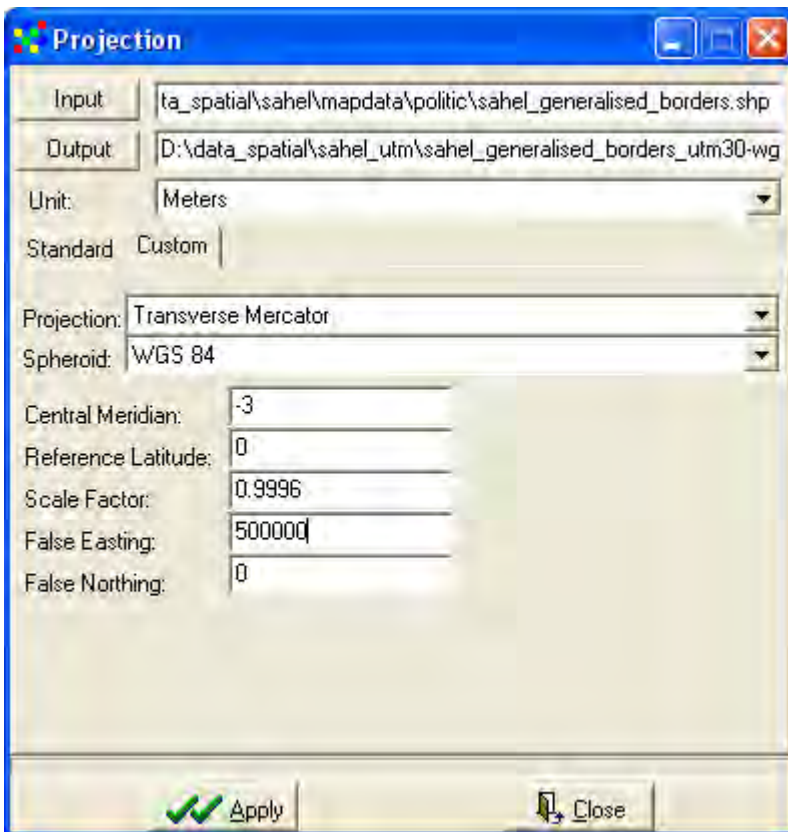 Projection
Input ta_spatial\sahel\mapdata\politic\sahel_generalised_borders.shp
Output D:\data_spatial\sahel_utm\sahel_generalised_borders_utm30-wg
Unit: Meters
Standard Custom
Projection: Transverse Mercator
Spheroid: WGS 84
Central Meridian: -3
Reference Latitude: 0
Scale Factor: 0.9996
False Easting: 500000
False Northing: 0
Apply Close